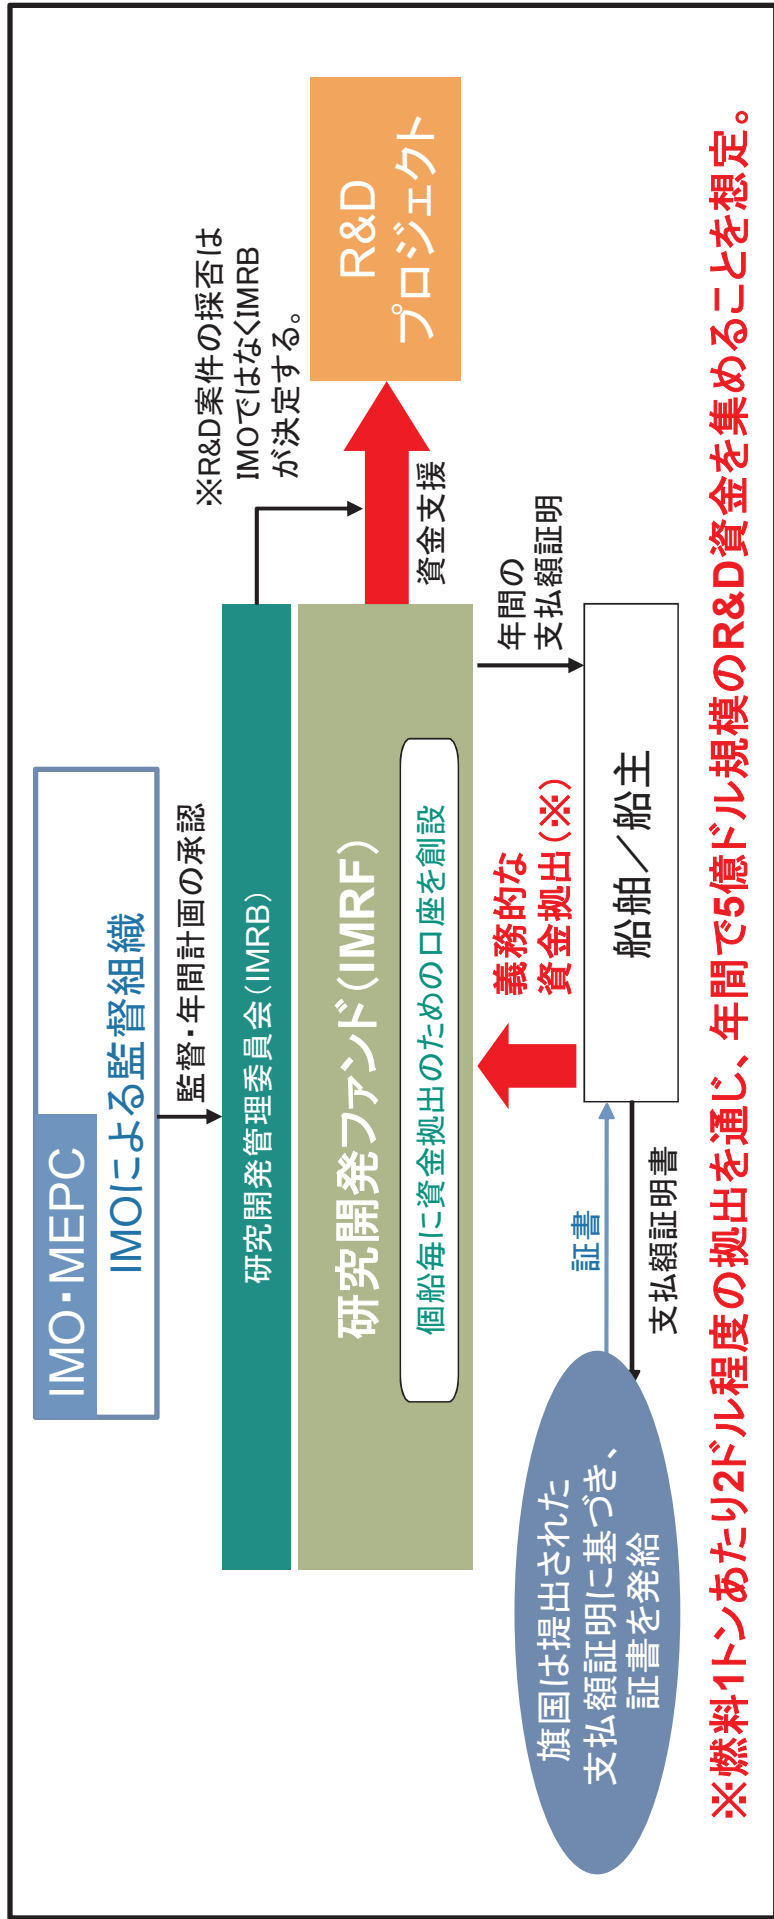 IMO・MEPC
IMOによる監督組織
監督・年間計画の承認
研究開発管理委員会(IMRB)
※R&D案件の採否は
IMOではなくIMRB
が決定する。
研究開発ファンド(IMRF)
個船毎に資金拠出のための口座を創設
資金支援
R&D
プロジェクト
義務的な
資金拠出(※)
年間の
支払額証明
旗国は提出された
支払額証明に基づき、
証書を発給
証書
支払額証明書
船舶／船主
※燃料1トンあたり2ドル程度の拠出を通じ、年間で5億ドル規模のR&D資金を集めることを想定。